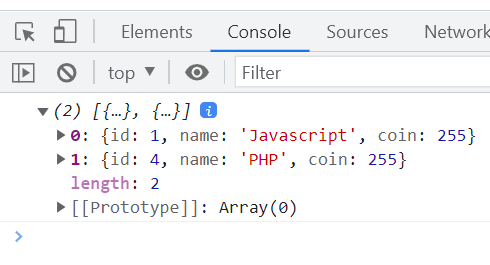 Elements Console Sources Network
top ▼ Filter
▼ (2) [{…}, {…}] i
▶ 0: {id: 1, name: 'Javascript', coin: 255}
▶ 1: {id: 4, name: 'PHP', coin: 255}
length: 2
▶ [[Prototype]]: Array(0)
>